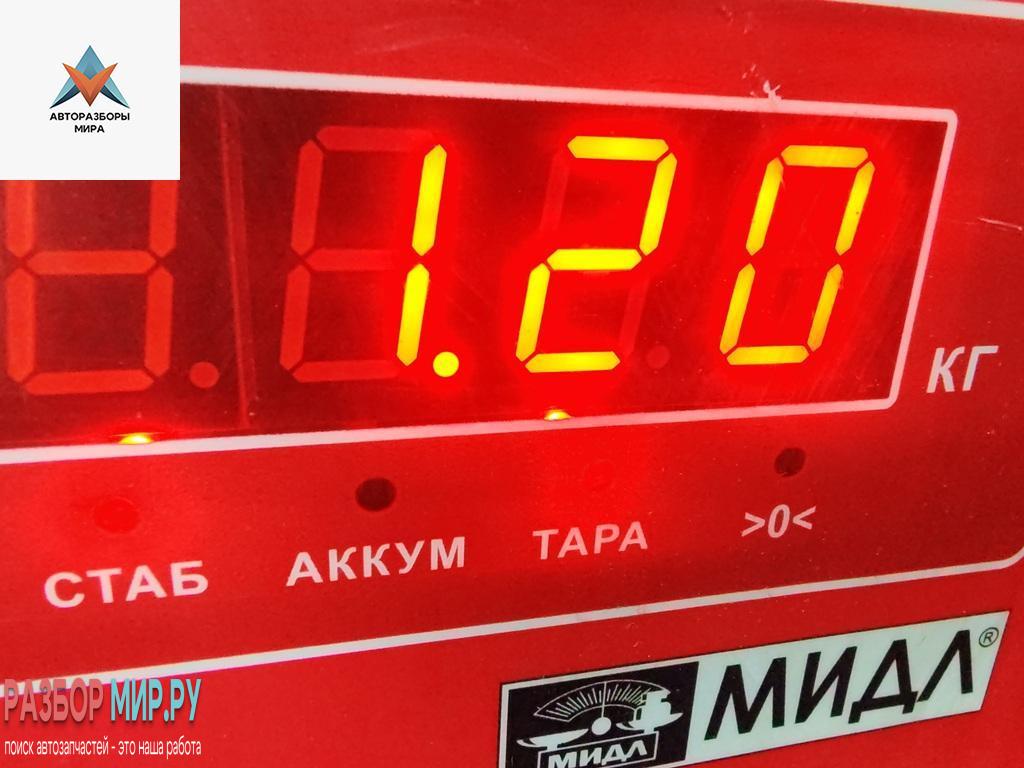 АВТОРАЗБОРЫ
МИРА
1.20
КГ
СТАБ
АККУМ
ТАРА
>0<
МИДЛ®
МИДЛ
РАЗБОР МИР.РУ
поиск автозапчастей - это наша работа